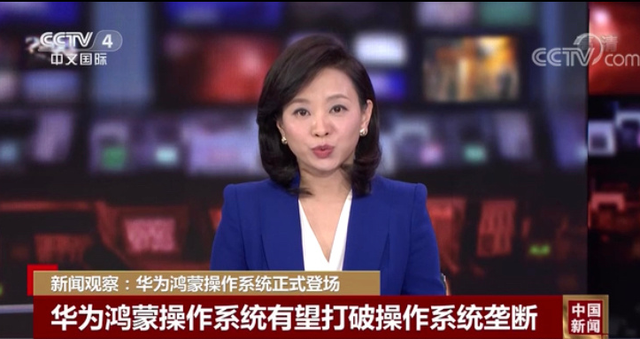 CCTV 4
中文国际
CCTV com
新闻观察：华为鸿蒙操作系统正式登场
华为鸿蒙操作系统有望打破操作系统垄断
中国
新闻